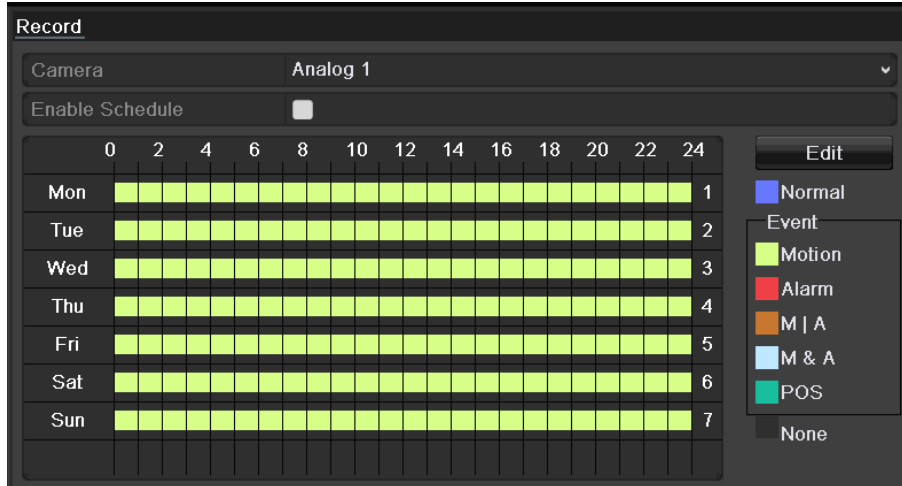 Record
Camera Analog 1
Enable Schedule
0 2 4 6 8 10 12 14 16 18 20 22 24
Edit
Mon 1
Normal
Tue 2
Event
Motion
Wed 3
Alarm
Thu 4
M | A
Fri 5
M & A
Sat 6
POS
Sun 7
None